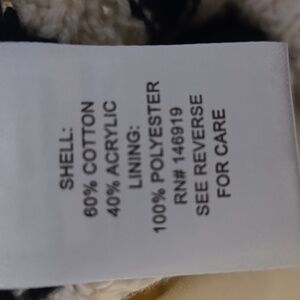 SHELL:
60% COTTON
40% ACRYLIC
LINING:
100% POLYESTER
RN# 146919
SEE REVERSE
FOR CARE